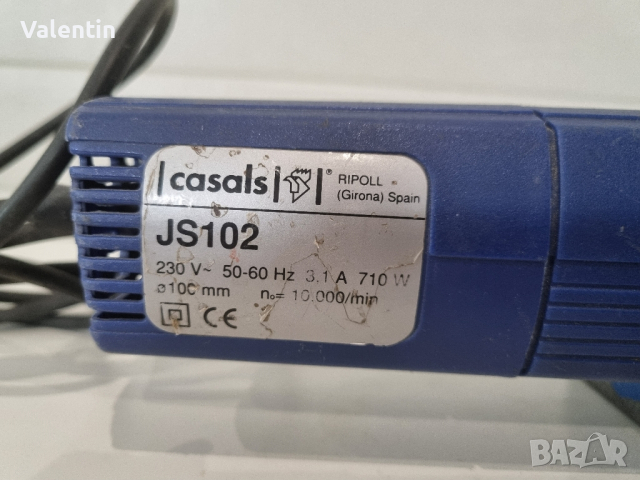 Valentin
casals ® RIPOLL
(Girona) Spain
JS102
230 V~ 50-60 Hz 3.1 A 710 W
ø100 mm n₀= 10.000/min
CE
BAZAR